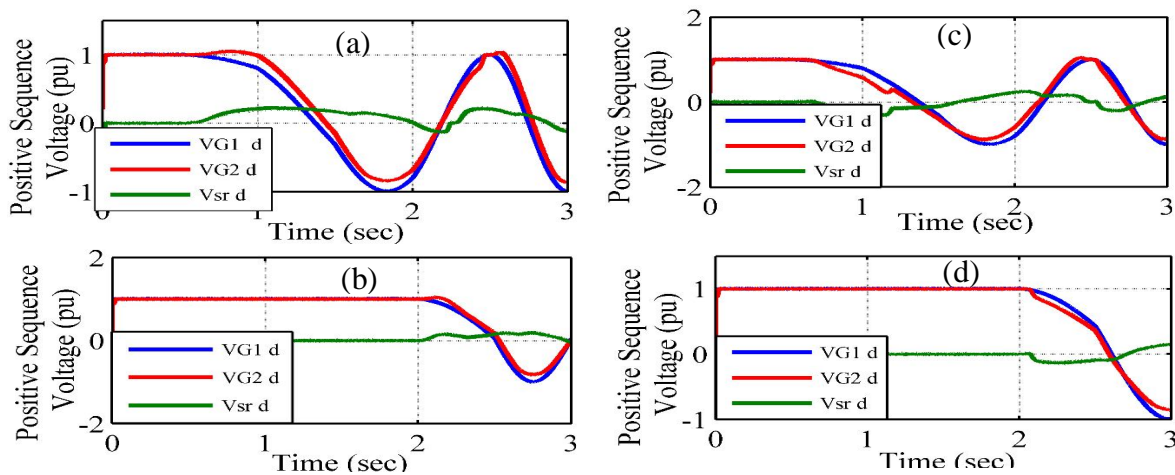 (a)
Positive Sequence
Voltage (pu)
1
0
-1
VG1 d
VG2 d
Vsr d
0
1
2
3
Time (sec)
(c)
Positive Sequence
Voltage (pu)
2
0
-2
VG1 d
VG2 d
Vsr d
0
1
2
3
Time (sec)
(b)
Positive Sequence
Voltage (pu)
2
0
-2
VG1 d
VG2 d
Vsr d
0
1
2
3
Time (sec)
(d)
Positive Sequence
Voltage (pu)
1
0
-1
VG1 d
VG2 d
Vsr d
0
1
2
3
Time (sec)